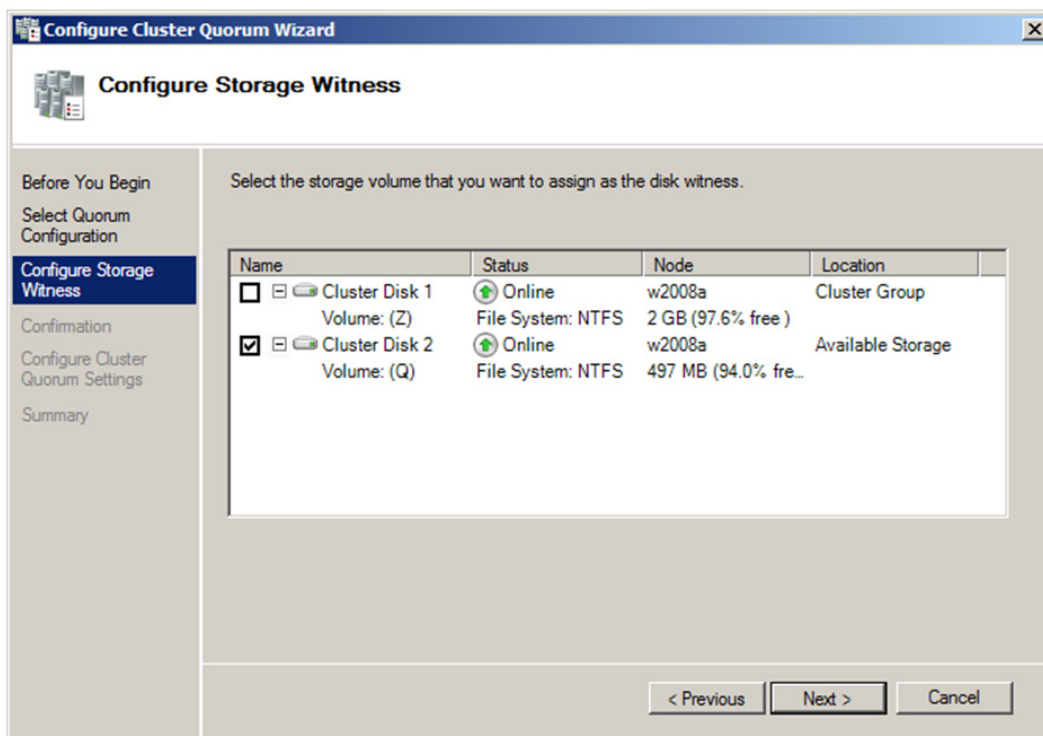 Configure Cluster Quorum Wizard
Configure Storage Witness
Before You Begin
Select Quorum
Configuration
Configure Storage
Witness
Confirmation
Configure Cluster
Quorum Settings
Summary
Select the storage volume that you want to assign as the disk witness.
Name Status Node Location
Cluster Disk 1 Online w2008a Cluster Group
Volume: (Z) File System: NTFS 2 GB (97.6% free )
Cluster Disk 2 Online w2008a Available Storage
Volume: (Q) File System: NTFS 497 MB (94.0% fre...
< Previous Next > Cancel